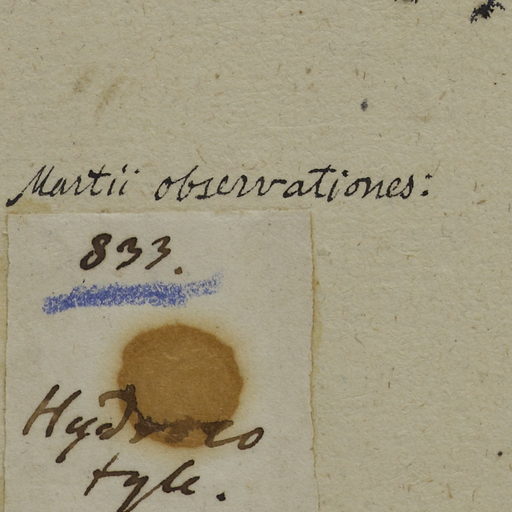 Martii observationes:
833.
Hydroco
tyle.